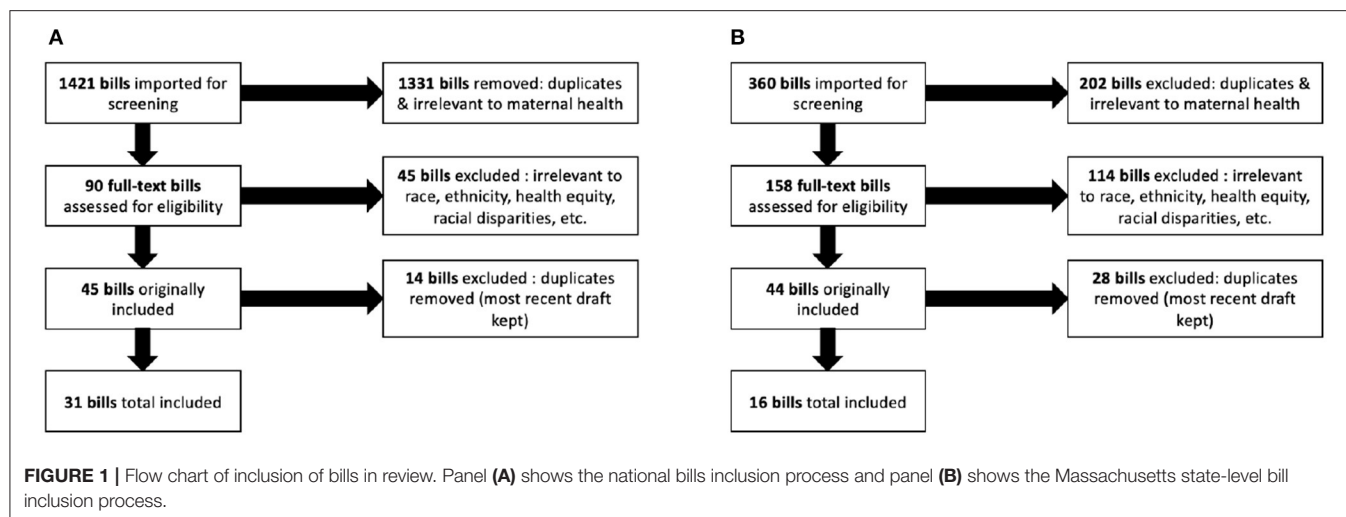 A
1421 bills imported for
screening
1331 bills removed: duplicates
& irrelevant to maternal health
90 full-text bills
assessed for eligibility
45 bills excluded : irrelevant to
race, ethnicity, health equity,
racial disparities, etc.
45 bills originally
included
14 bills excluded : duplicates
removed (most recent draft
kept)
31 bills total included
B
360 bills imported for
screening
202 bills excluded: duplicates &
irrelevant to maternal health
158 full-text bills
assessed for eligibility
114 bills excluded : irrelevant
to race, ethnicity, health equity,
racial disparities, etc.
44 bills originally
included
28 bills excluded: duplicates
removed (most recent draft
kept)
16 bills total included
FIGURE 1 | Flow chart of inclusion of bills in review. Panel (A) shows the national bills inclusion process and panel (B) shows the Massachusetts state-level bill
inclusion process.